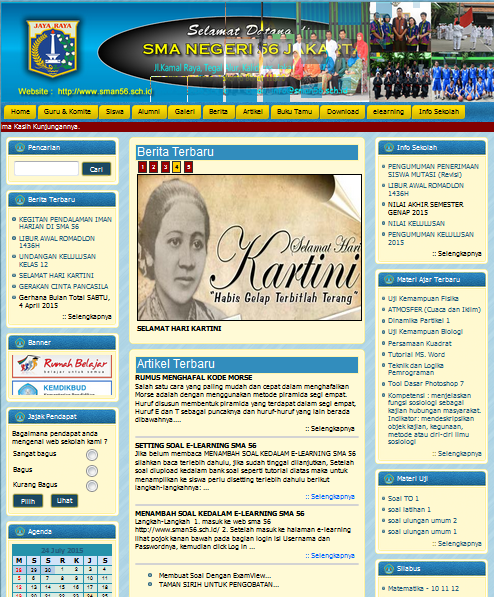 JAYA RAYA
Selamat Datang
SMA NEGERI 56 JAKARTA
Website : http://www.sman56.sch.id
Home
Guru & Komite
Siswa
Alumni
Galeri
Berita
Artikel
Buku Tamu
Download
elearning
Info Sekolah
ma Kasih Kunjungannya.
Pencarian
Cari
Berita Terbaru
KEGITAN PENDALAMAN IMAN
HARIAN DI SMA 56
LIBUR AWAL ROMADLON
1436H
UNDANGAN KELULUSAN
KELAS 12
SELAMAT HARI KARTINI
GERAKAN CINTA PANCASILA
Gerhana Bulan Total SABTU,
4 April 2015
:: Selengkapnya
Banner
Rumah Belajar
KEMDIKBUD
Jajak Pendapat
Bagaimana pendapat anda
mengenai web sekolah kami ?
Sangat bagus
Bagus
Kurang Bagus
Pilih
Lihat
Agenda
24 July 2015
M S S R K J S
28 29 30 1 2 3 4
5 6 7 8 9 10 11
Berita Terbaru
1 2 3 4 5
Selamat Hari
Kartini
"Habis Gelap Terbitlah Terang"
SELAMAT HARI KARTINI
Artikel Terbaru
RUMUS MENGHAFAL KODE MORSE
Salah satu cara yang paling mudah dan cepat dalam menghafalkan
Morse adalah dengan menggunakan metode piramida segi empat.
Huruf disusun membentuk piramida yang terdapat dalam segi empat,
Huruf E dan T sebagai puncaknya dan huruf-huruf yang lain berada
dibawahnya....
:: Selengkapnya
SETTING SOAL E-LEARNING SMA 56
Jika belum membaca MENAMBAH SOAL KEDALAM E-LEARNING SMA 56
silahkan baca terlebih dahulu, jika sudah tinggal dilanjutkan, Setelah
soal diupload kedalam bank soal seperti tutorial diatas maka untuk
menampilkan ke siswa perlu disetting terlebih dahulu berikut
langkah-langkahnya: ...
:: Selengkapnya
MENAMBAH SOAL KEDALAM E-LEARNING SMA 56
Langkah-Langkah 1. masuk ke web sma 56
http://www.sman56.sch.id/ 2. Setelah masuk ke halaman e-learning
lihat pojok kanan bawah pada bagian login isi Username dan
Passwordnya, kemudian click Log in ...
:: Selengkapnya
Membuat Soal Dengan ExamView...
TAMAN SIRIH UNTUK PENGOBATAN...
Info Sekolah
PENGUMUMAN PENERIMAAN
SISWA MUTASI (Revisi)
LIBUR AWAL ROMADLON
1436H
NILAI AKHIR SEMESTER
GENAP 2015
NILAI KELULUSAN
PENGUMUMAN KELULUSAN
2015
:: Selengkapnya
Materi Ajar Terbaru
Uji Kemampuan Fisika
ATMOSFER (Cuaca dan Iklim)
Dinamika Partikel 1
Uji Kemampuan Biologi
Persamaan Kuadrat
Tutorial MS. Word
Teknik dan Logika
Pemrograman
Tool Dasar Photoshop 7
Kompetensi : menjelaskan
fungsi sosiologi sebagai
kajian hubungan masyarakat.
Indikator: mendeskripsikan
objek kajian, kegunaan,
metode atau ciri-ciri ilmu
sosiologi
:: Selengkapnya
Materi Uji
Soal TO 1
soal latihan 1
soal ulangan umum 2
soal ulangan umum 1
:: Selengkapnya
Silabus
Matematika - 10 11 12